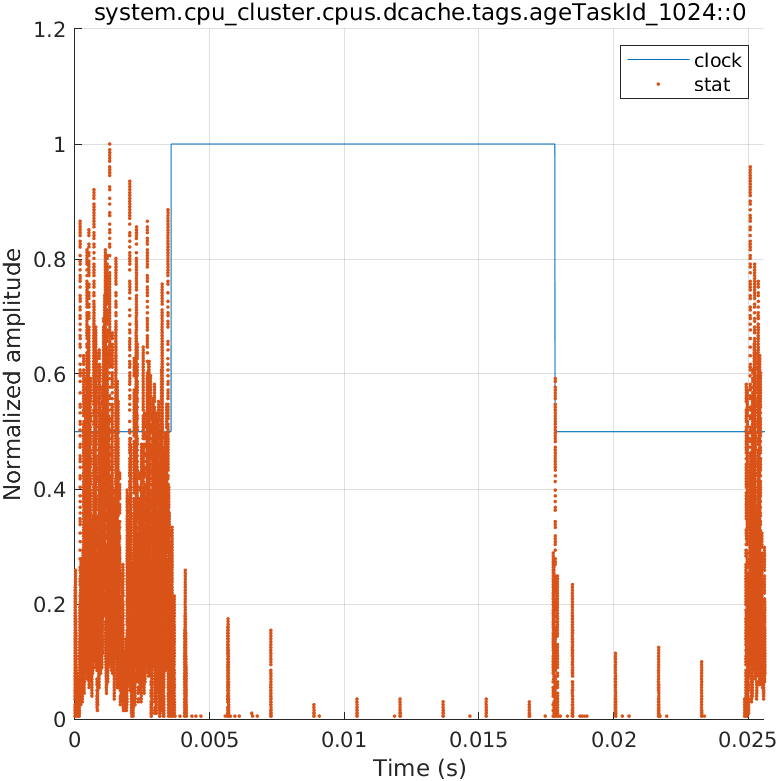 system.cpu_cluster.cpus.dcache.tags.ageTaskId_1024::0
1.2
1
0.8
0.6
0.4
0.2
0
Normalized amplitude
clock
stat
0
0.005
0.01
0.015
0.02
0.025
Time (s)